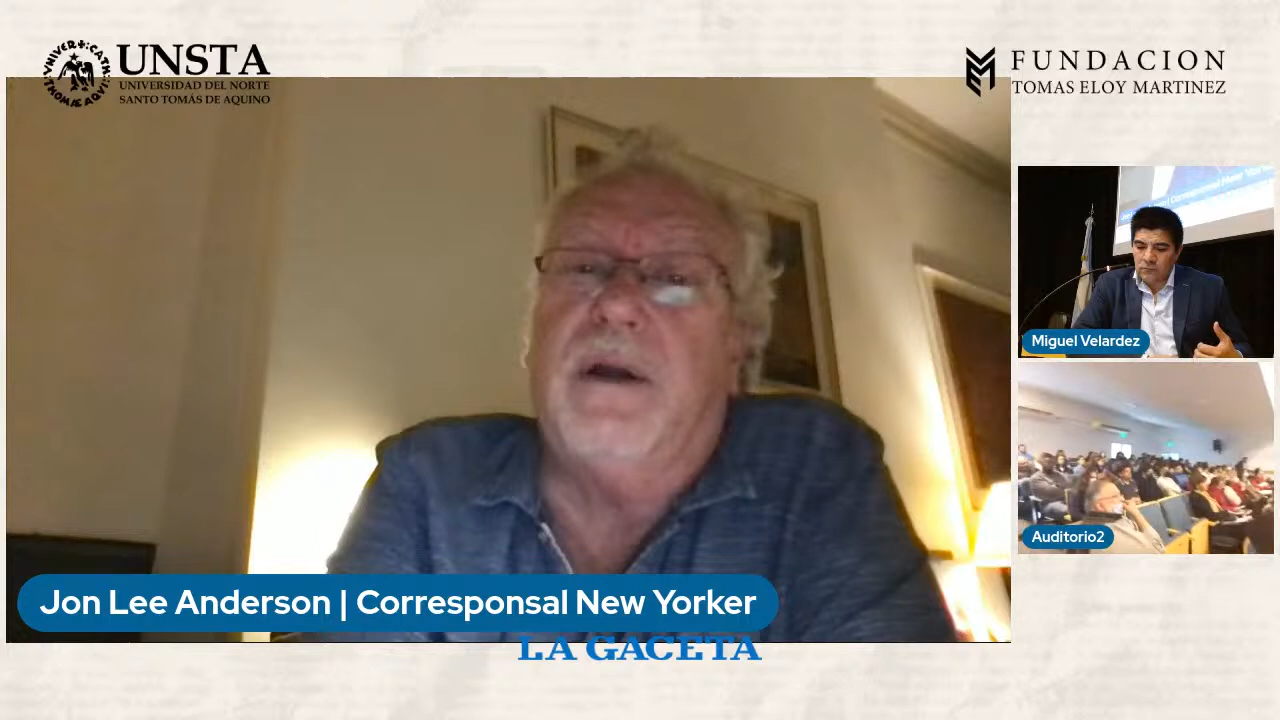 UNSTA
UNIVERSIDAD DEL NORTE
SANTO TOMÁS DE AQUINO
FUNDACION
TOMAS ELOY MARTINEZ
Miguel Velardez
Auditorio2
Jon Lee Anderson | Corresponsal New Yorker
LA GACETA